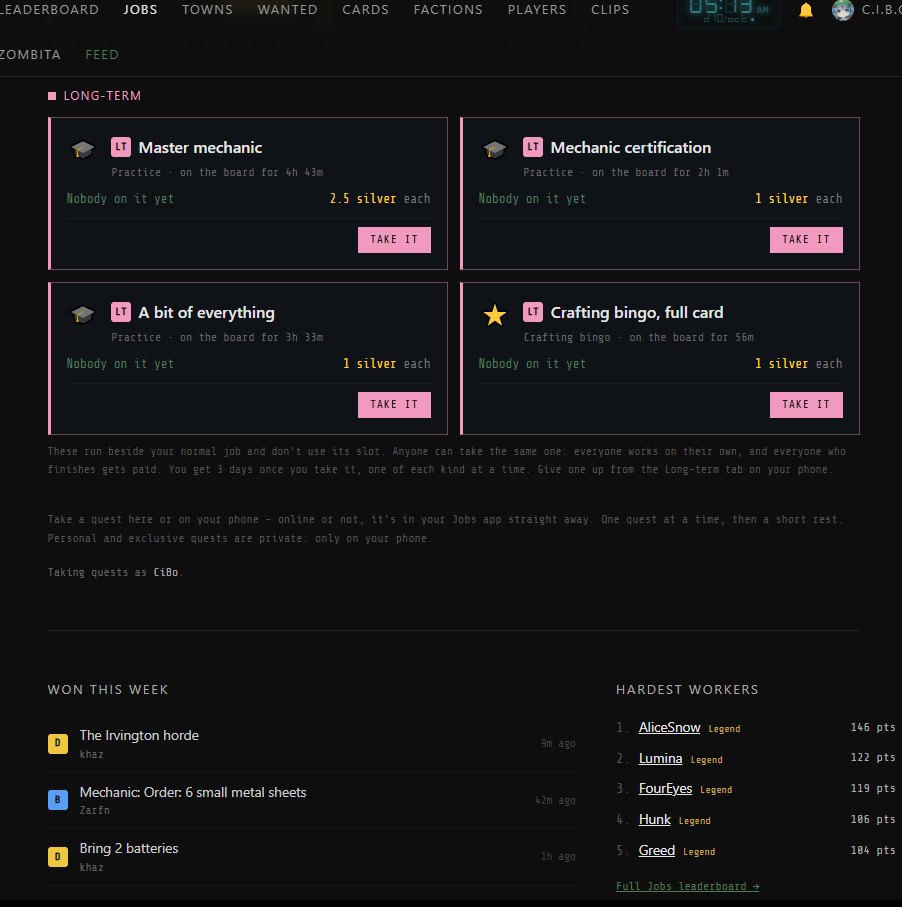 LEADERBOARD JOBS TOWNS WANTED CARDS FACTIONS PLAYERS CLIPS
05:13 AM
C.I.B.O
ZOMBITA FEED
LONG-TERM
LT Master mechanic
Practice · on the board for 4h 43m
Nobody on it yet 2.5 silver each
TAKE IT
LT Mechanic certification
Practice · on the board for 2h 1m
Nobody on it yet 1 silver each
TAKE IT
LT A bit of everything
Practice · on the board for 3h 33m
Nobody on it yet 1 silver each
TAKE IT
LT Crafting bingo, full card
Crafting bingo · on the board for 56m
Nobody on it yet 1 silver each
TAKE IT
These run beside your normal job and don't use its slot. Anyone can take the same one: everyone works on their own, and everyone who
finishes gets paid. You get 3 days once you take it, one of each kind at a time. Give one up from the Long-term tab on your phone.
Take a quest here or on your phone – online or not, it's in your Jobs app straight away. One quest at a time, then a short rest.
Personal and exclusive quests are private: only on your phone.
Taking quests as CiBo.
WON THIS WEEK
D The Irvington horde
khaz
9m ago
B Mechanic: Order: 6 small metal sheets
Zarfn
42m ago
D Bring 2 batteries
khaz
1h ago
HARDEST WORKERS
1. AliceSnow Legend 146 pts
2. Lumina Legend 122 pts
3. FourEyes Legend 119 pts
4. Hunk Legend 106 pts
5. Greed Legend 104 pts
Full Jobs leaderboard →